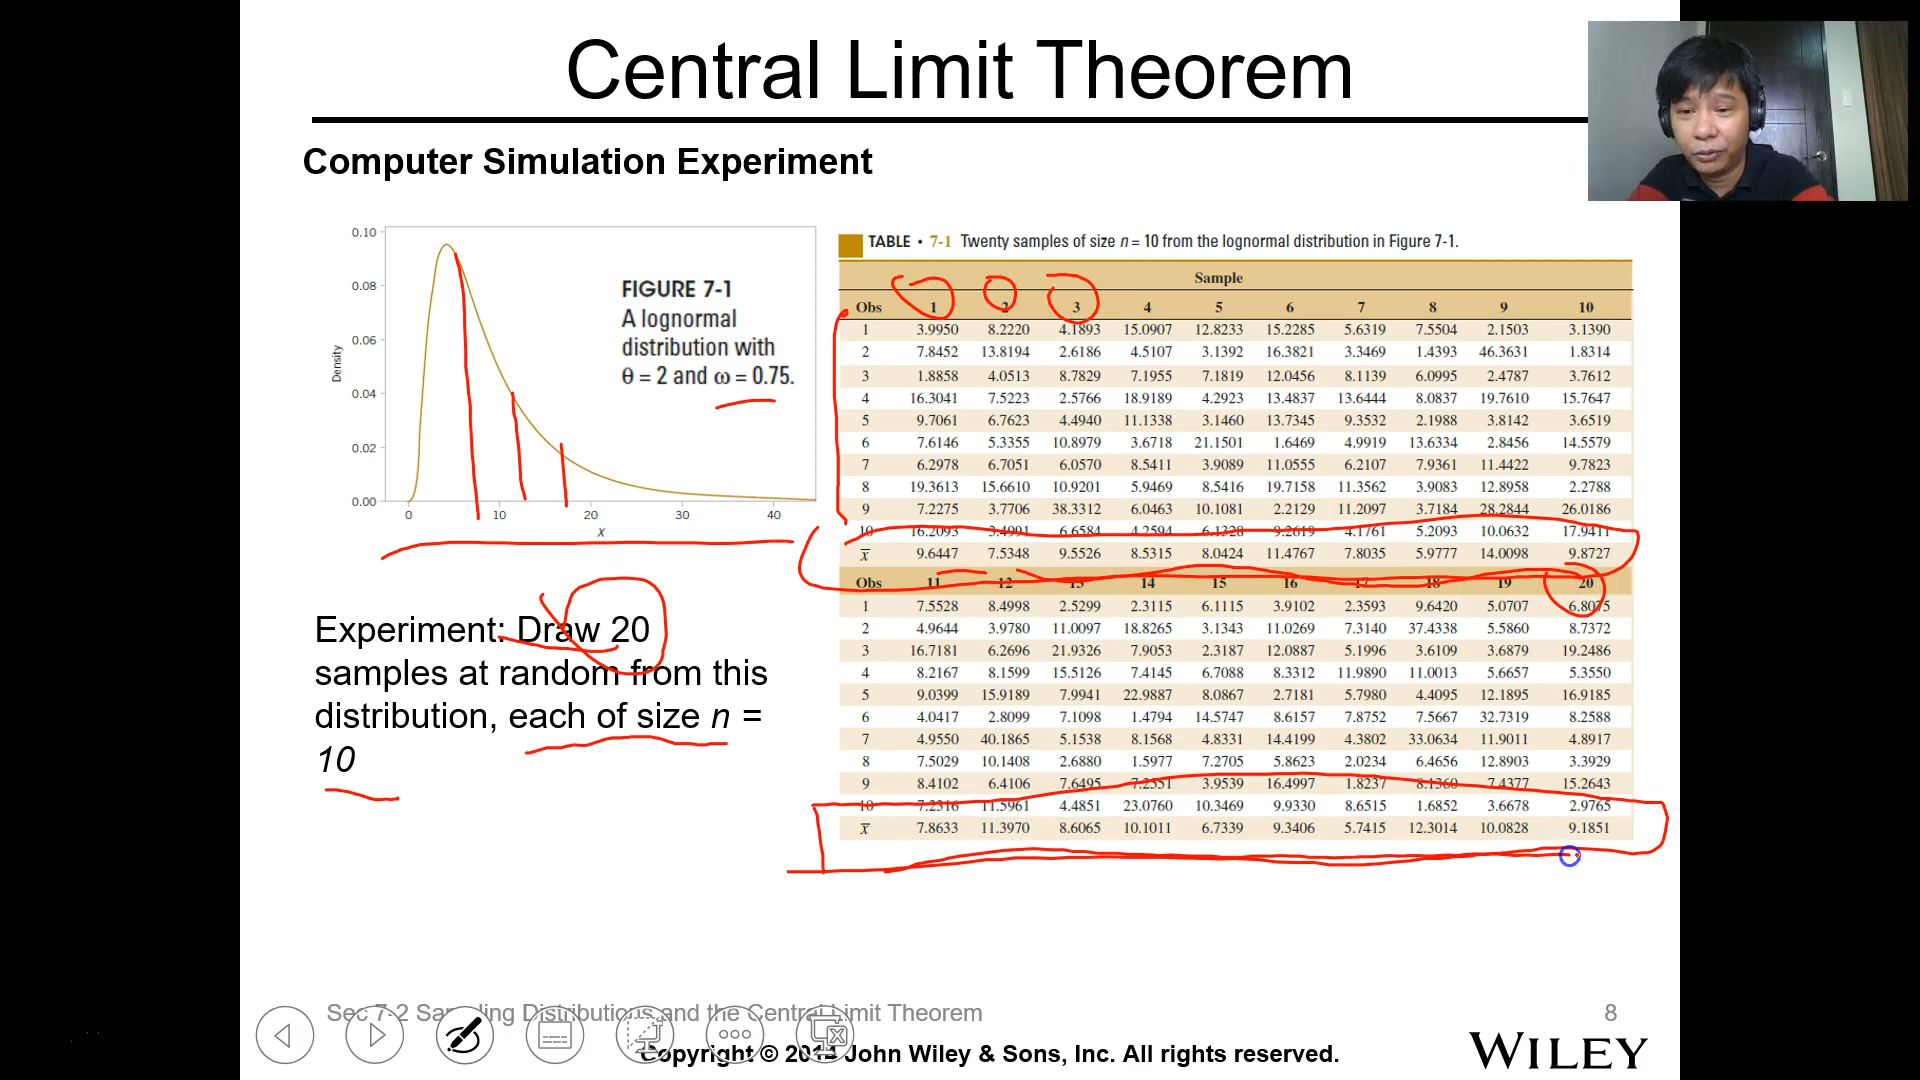 Central Limit Theorem
Computer Simulation Experiment
0.10
0.08
0.06
0.04
0.02
0.00
Density
0 10 20 30 40
x
FIGURE 7-1
A lognormal
distribution with
θ = 2 and ω = 0.75.
Experiment: Draw 20
samples at random from this
distribution, each of size n =
10
TABLE • 7-1 Twenty samples of size n = 10 from the lognormal distribution in Figure 7-1.
Sample
Obs 1 2 3 4 5 6 7 8 9 10
1 3.9950 8.2220 4.1893 15.0907 12.8233 15.2285 5.6319 7.5504 2.1503 3.1390
2 7.8452 13.8194 2.6186 4.5107 3.1392 16.3821 3.3469 1.4393 46.3631 1.8314
3 1.8858 4.0513 8.7829 7.1955 7.1819 12.0456 8.1139 6.0995 2.4787 3.7612
4 16.3041 7.5223 2.5766 18.9189 4.2923 13.4837 13.6444 8.0837 19.7610 15.7647
5 9.7061 6.7623 4.4940 11.1338 3.1460 13.7345 9.3532 2.1988 3.8142 3.6519
6 7.6146 5.3355 10.8979 3.6718 21.1501 1.6469 4.9919 13.6334 2.8456 14.5579
7 6.2978 6.7051 6.0570 8.5411 3.9089 11.0555 6.2107 7.9361 11.4422 9.7823
8 19.3613 15.6610 10.9201 5.9469 8.5416 19.7158 11.3562 3.9083 12.8958 2.2788
9 7.2275 3.7706 38.3312 6.0463 10.1081 2.2129 11.2097 3.7184 28.2844 26.0186
10 16.2093 3.4991 6.6584 4.2594 6.1328 9.2619 4.1761 5.2093 10.0632 17.9411
x̄ 9.6447 7.5348 9.5526 8.5315 8.0424 11.4767 7.8035 5.9777 14.0098 9.8727
Obs 11 12 13 14 15 16 17 18 19 20
1 7.5528 8.4998 2.5299 2.3115 6.1115 3.9102 2.3593 9.6420 5.0707 6.8075
2 4.9644 3.9780 11.0097 18.8265 3.1343 11.0269 7.3140 37.4338 5.5860 8.7372
3 16.7181 6.2696 21.9326 7.9053 2.3187 12.0887 5.1996 3.6109 3.6879 19.2486
4 8.2167 8.1599 15.5126 7.4145 6.7088 8.3312 11.9890 11.0013 5.6657 5.3550
5 9.0399 15.9189 7.9941 22.9887 8.0867 2.7181 5.7980 4.4095 12.1895 16.9185
6 4.0417 2.8099 7.1098 1.4794 14.5747 8.6157 7.8752 7.5667 32.7319 8.2588
7 4.9550 40.1865 5.1538 8.1568 4.8331 14.4199 4.3802 33.0634 11.9011 4.8917
8 7.5029 10.1408 2.6880 1.5977 7.2705 5.8623 2.0234 6.4656 12.8903 3.3929
9 8.4102 6.4106 7.6495 7.2551 3.9539 16.4997 1.8237 8.1360 7.4377 15.2643
10 7.2316 11.5961 4.4851 23.0760 10.3469 9.9330 8.6515 1.6852 3.6678 2.9765
x̄ 7.8633 11.3970 8.6065 10.1011 6.7339 9.3406 5.7415 12.3014 10.0828 9.1851
Sec 7-2 Sampling Distributions and the Central Limit Theorem
8
Copyright © 2014 John Wiley & Sons, Inc. All rights reserved.
WILEY